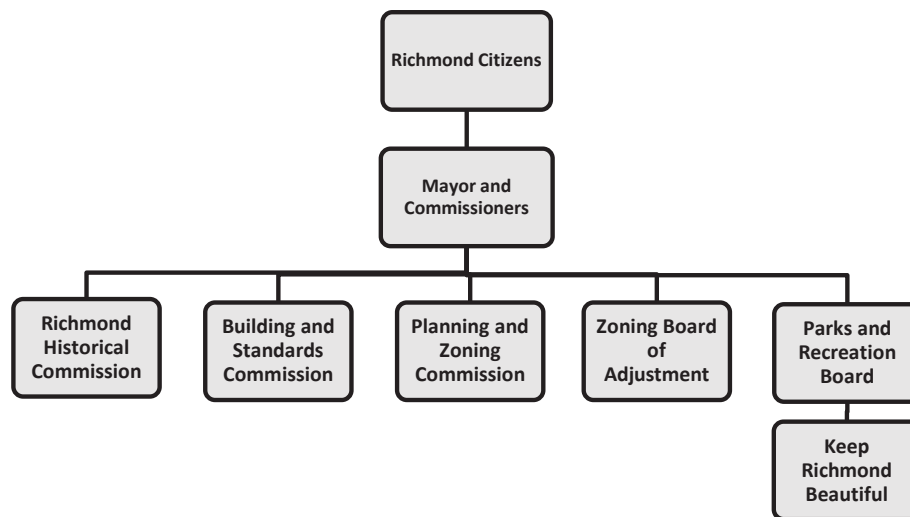 Richmond Citizens
Mayor and
Commissioners
Richmond
Historical
Commission
Building and
Standards
Commission
Planning and
Zoning
Commission
Zoning Board
of
Adjustment
Parks and
Recreation
Board
Keep
Richmond
Beautiful